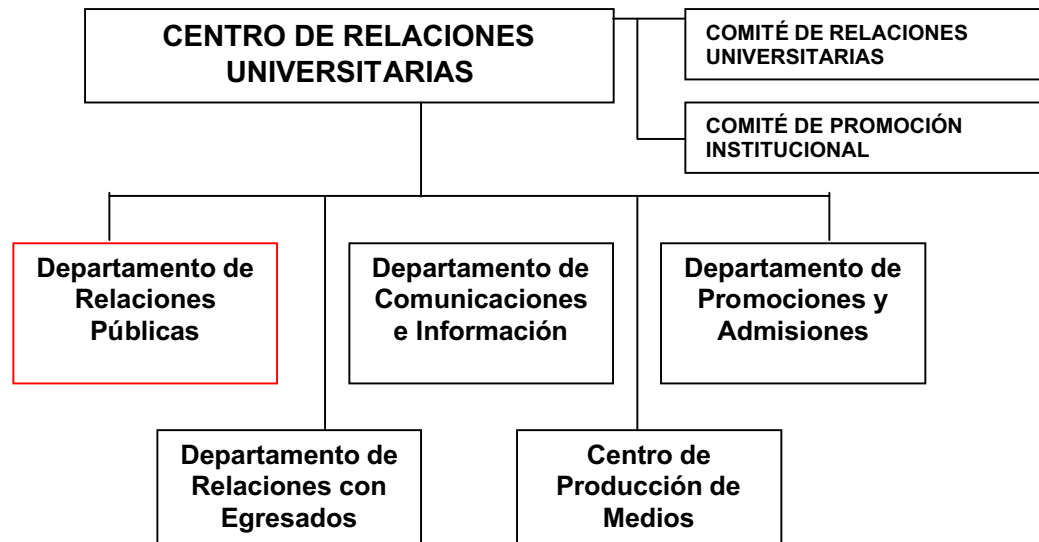 CENTRO DE RELACIONES
UNIVERSITARIAS
COMITÉ DE RELACIONES
UNIVERSITARIAS
COMITÉ DE PROMOCIÓN
INSTITUCIONAL
Departamento de
Relaciones
Públicas
Departamento de
Comunicaciones
e Información
Departamento de
Promociones y
Admisiones
Departamento de
Relaciones con
Egresados
Centro de
Producción de
Medios